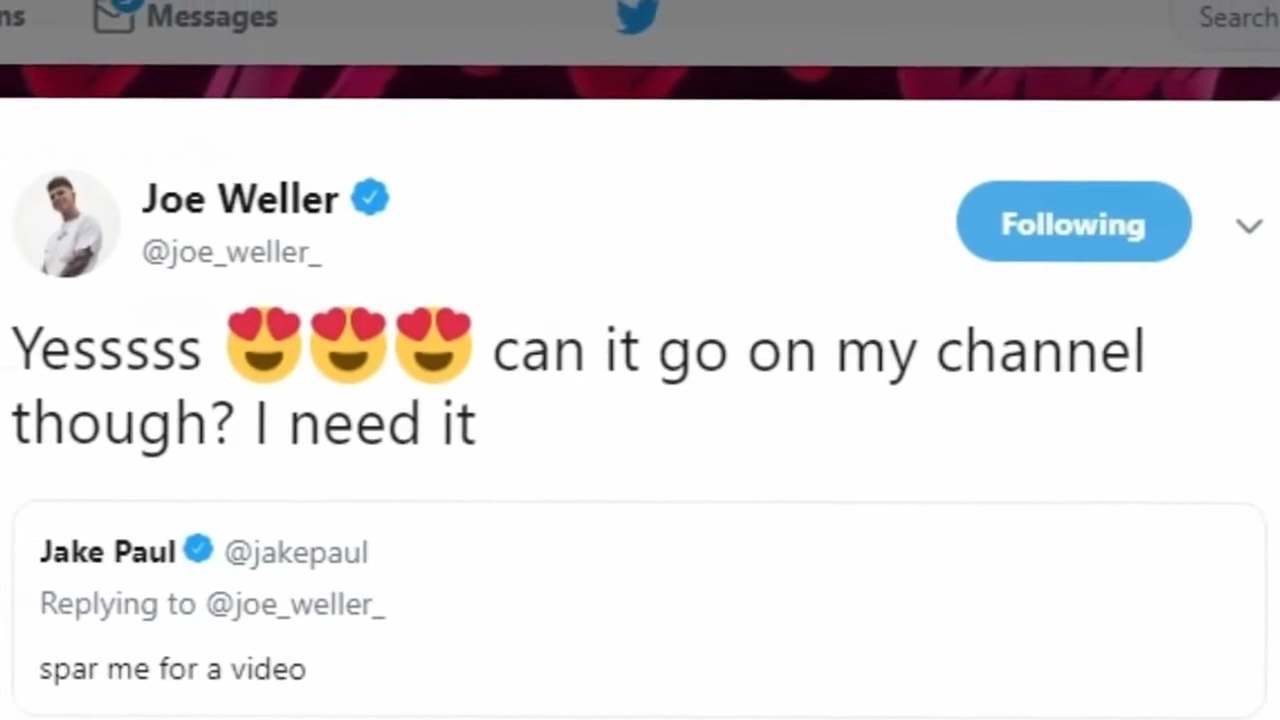 ns Messages Search
Joe Weller
@joe_weller_
Following
Yesssss 😍😍😍 can it go on my channel
though? I need it
Jake Paul @jakepaul
Replying to @joe_weller_
spar me for a video